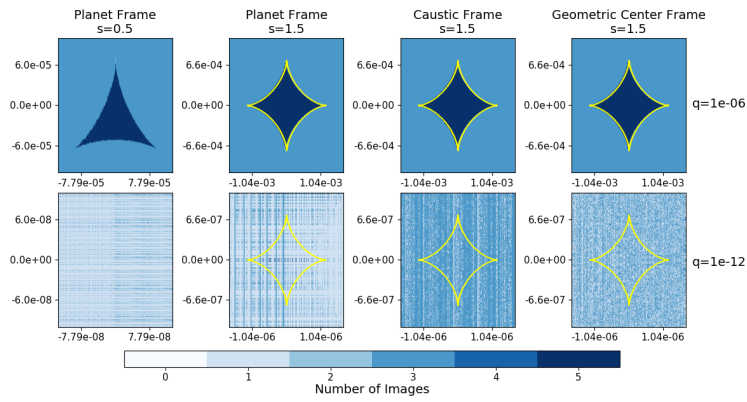 Planet Frame
s=0.5
Planet Frame
s=1.5
Caustic Frame
s=1.5
Geometric Center Frame
s=1.5
6.0e-05
0.0e+00
-6.0e-05
-7.79e-05 7.79e-05
6.6e-04
0.0e+00
-6.6e-04
-1.04e-03 1.04e-03
6.6e-04
0.0e+00
-6.6e-04
-1.04e-03 1.04e-03
6.6e-04
0.0e+00
-6.6e-04
-1.04e-03 1.04e-03
q=1e-06
6.0e-08
0.0e+00
-6.0e-08
-7.79e-08 7.79e-08
6.6e-07
0.0e+00
-6.6e-07
-1.04e-06 1.04e-06
6.6e-07
0.0e+00
-6.6e-07
-1.04e-06 1.04e-06
6.6e-07
0.0e+00
-6.6e-07
-1.04e-06 1.04e-06
q=1e-12
0 1 2 3 4 5
Number of Images